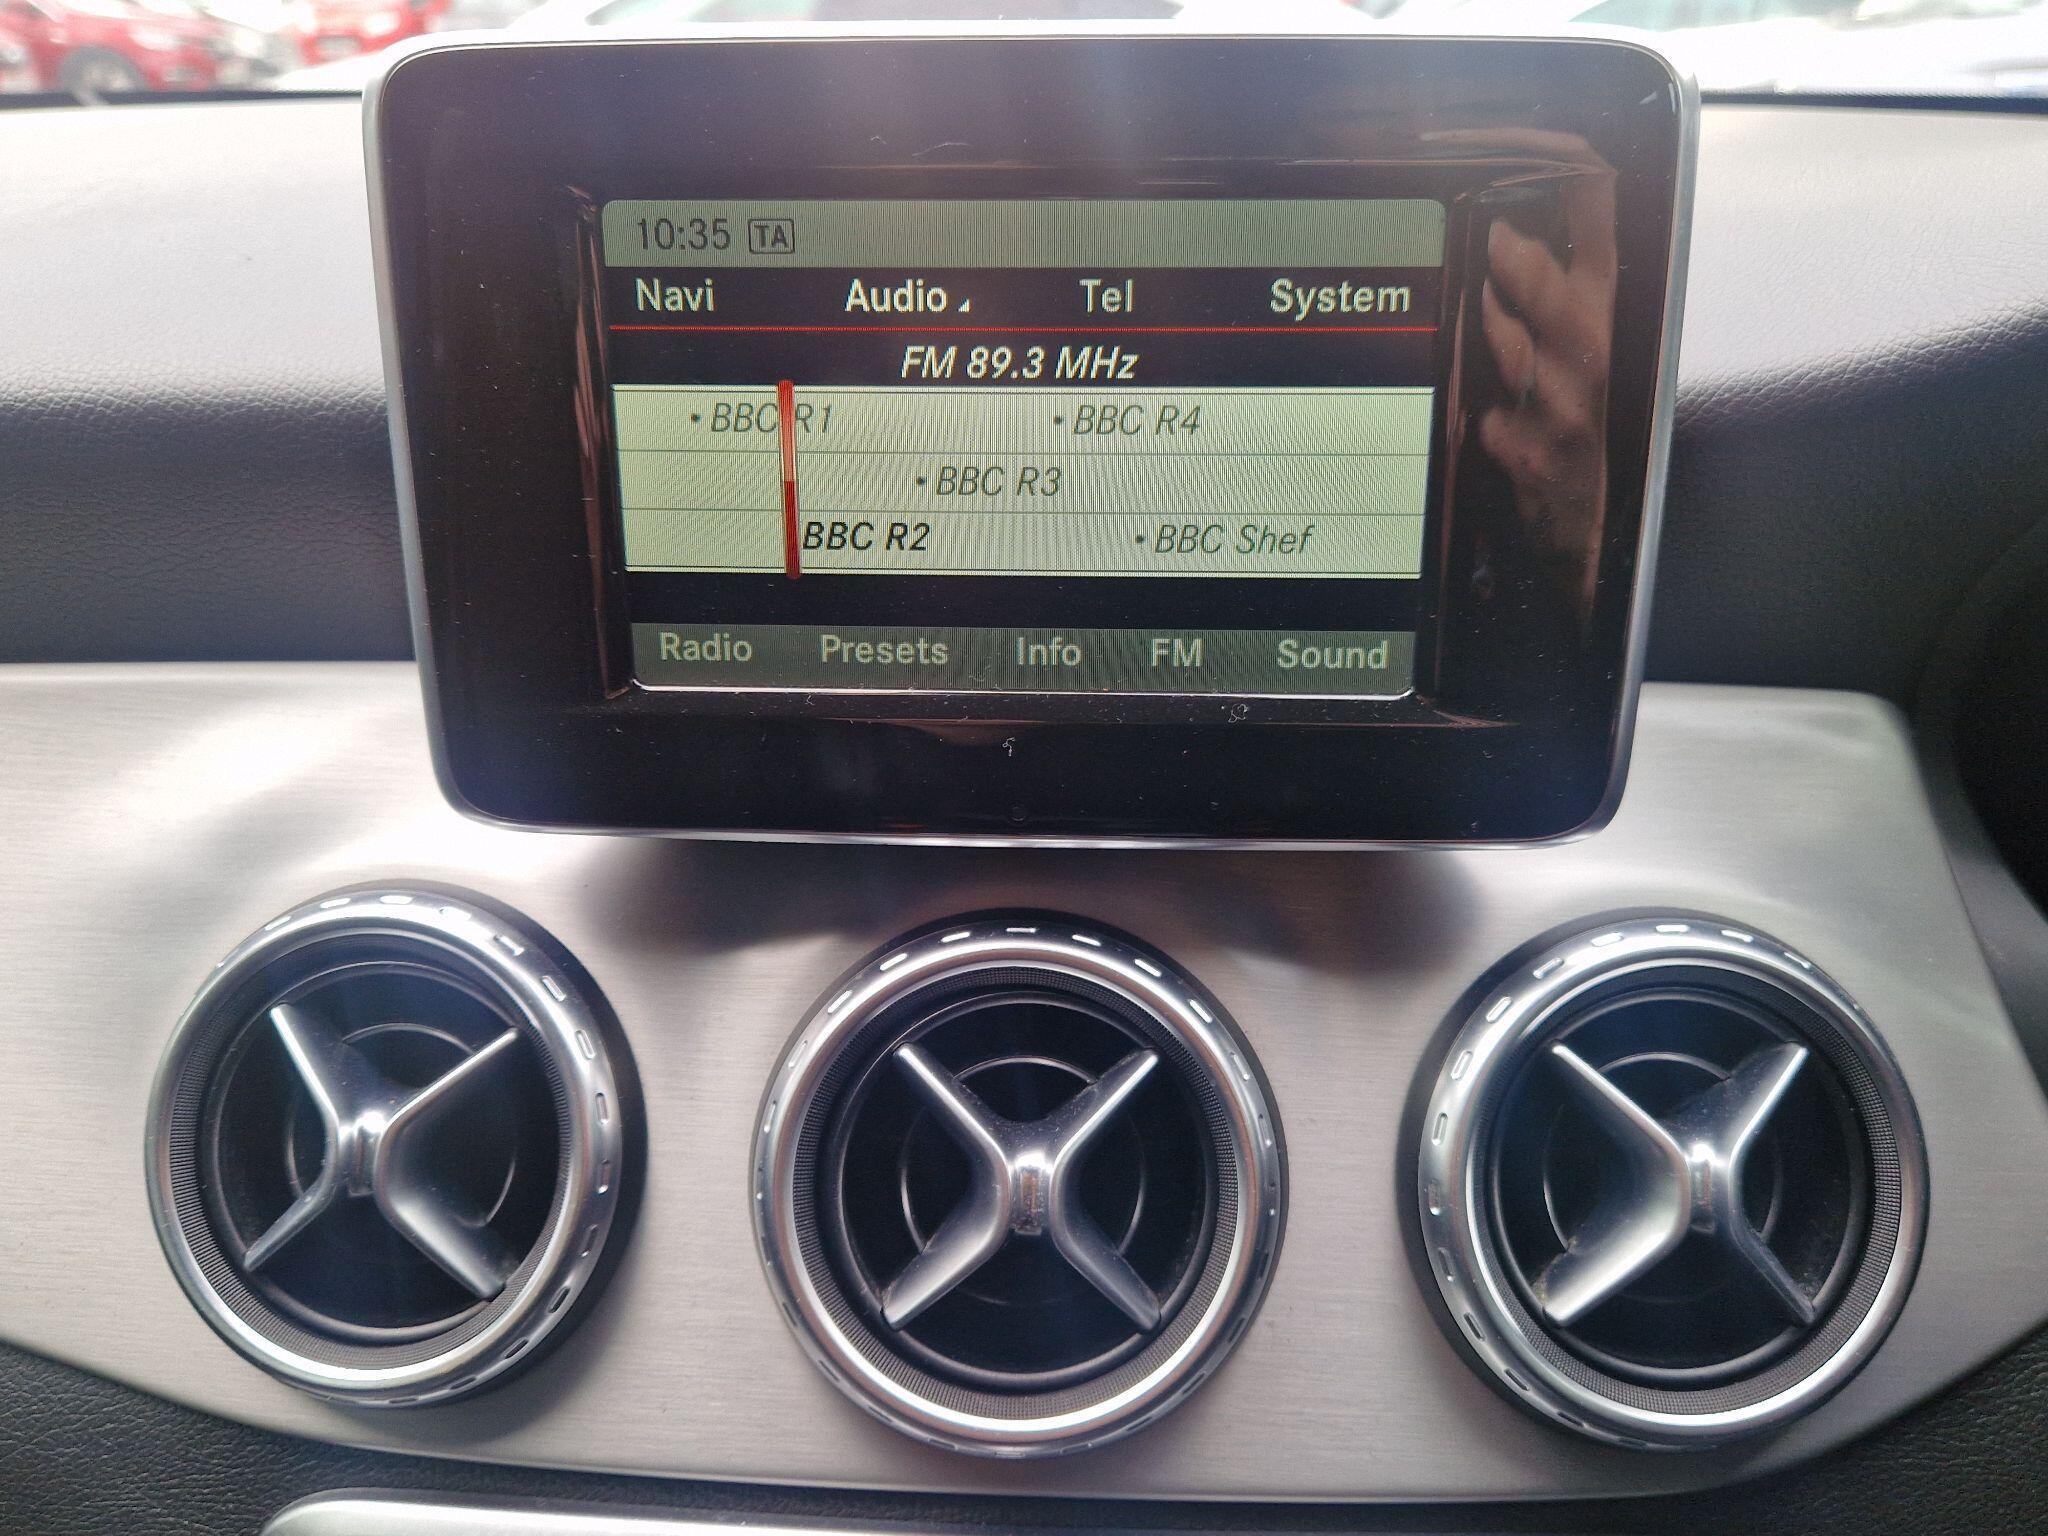 10:35 TA
Navi Audio Tel System
FM 89.3 MHz
• BBC R1 • BBC R4
• BBC R3
BBC R2 • BBC Shef
Radio Presets Info FM Sound